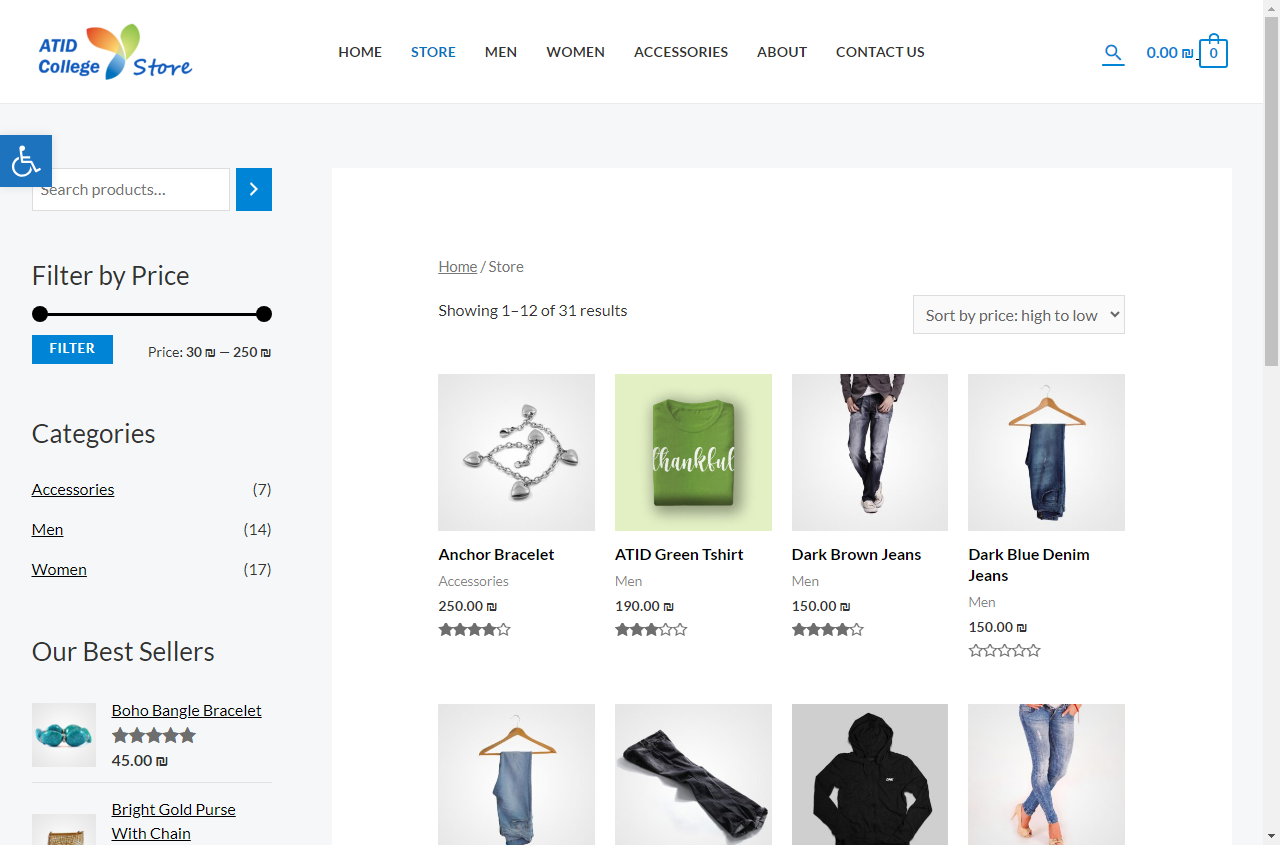 ATID
College Store
HOME
STORE
MEN
WOMEN
ACCESSORIES
ABOUT
CONTACT US
0.00 ₪
0
Search products…
Filter by Price
FILTER
Price: 30 ₪ — 250 ₪
Categories
Accessories (7)
Men (14)
Women (17)
Our Best Sellers
Boho Bangle Bracelet
45.00 ₪
Bright Gold Purse
With Chain
Home / Store
Showing 1–12 of 31 results
Sort by price: high to low
thankful
Anchor Bracelet
Accessories
250.00 ₪
ATID Green Tshirt
Men
190.00 ₪
Dark Brown Jeans
Men
150.00 ₪
Dark Blue Denim
Jeans
Men
150.00 ₪